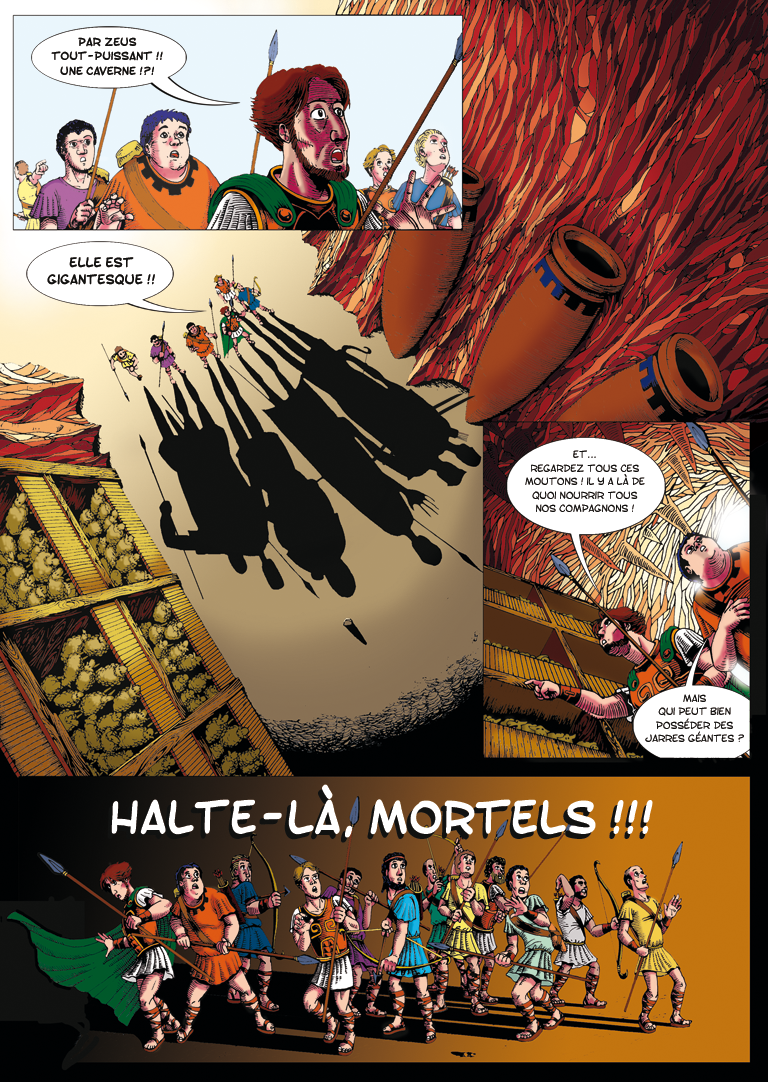 PAR ZEUS
TOUT-PUISSANT !!
UNE CAVERNE !?!
ELLE EST
GIGANTESQUE !!
ET...
REGARDEZ TOUS CES
MOUTONS ! IL Y A LÀ DE
QUOI NOURRIR TOUS
NOS COMPAGNONS !
MAIS
QUI PEUT BIEN
POSSÉDER DES
JARRES GÉANTES ?
HALTE-LÀ, MORTELS !!!